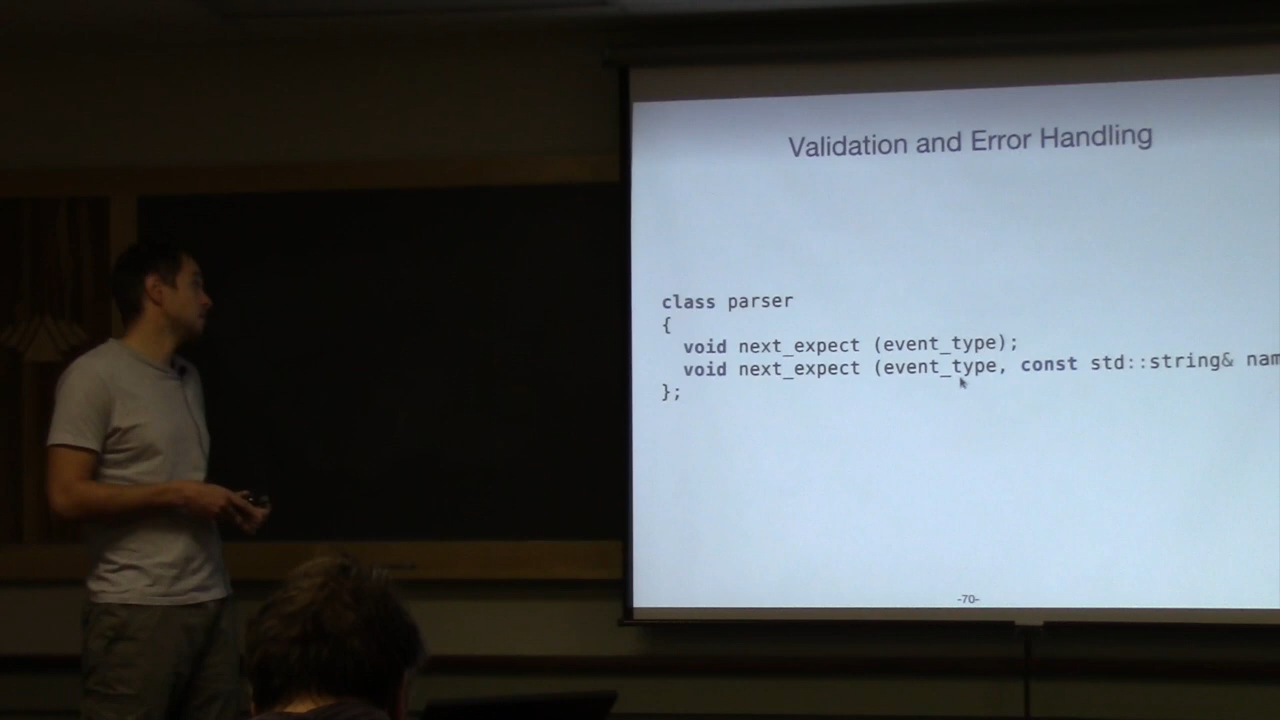 Validation and Error Handling
class parser
{
void next_expect (event_type);
void next_expect (event_type, const std::string& nam
};
-70-